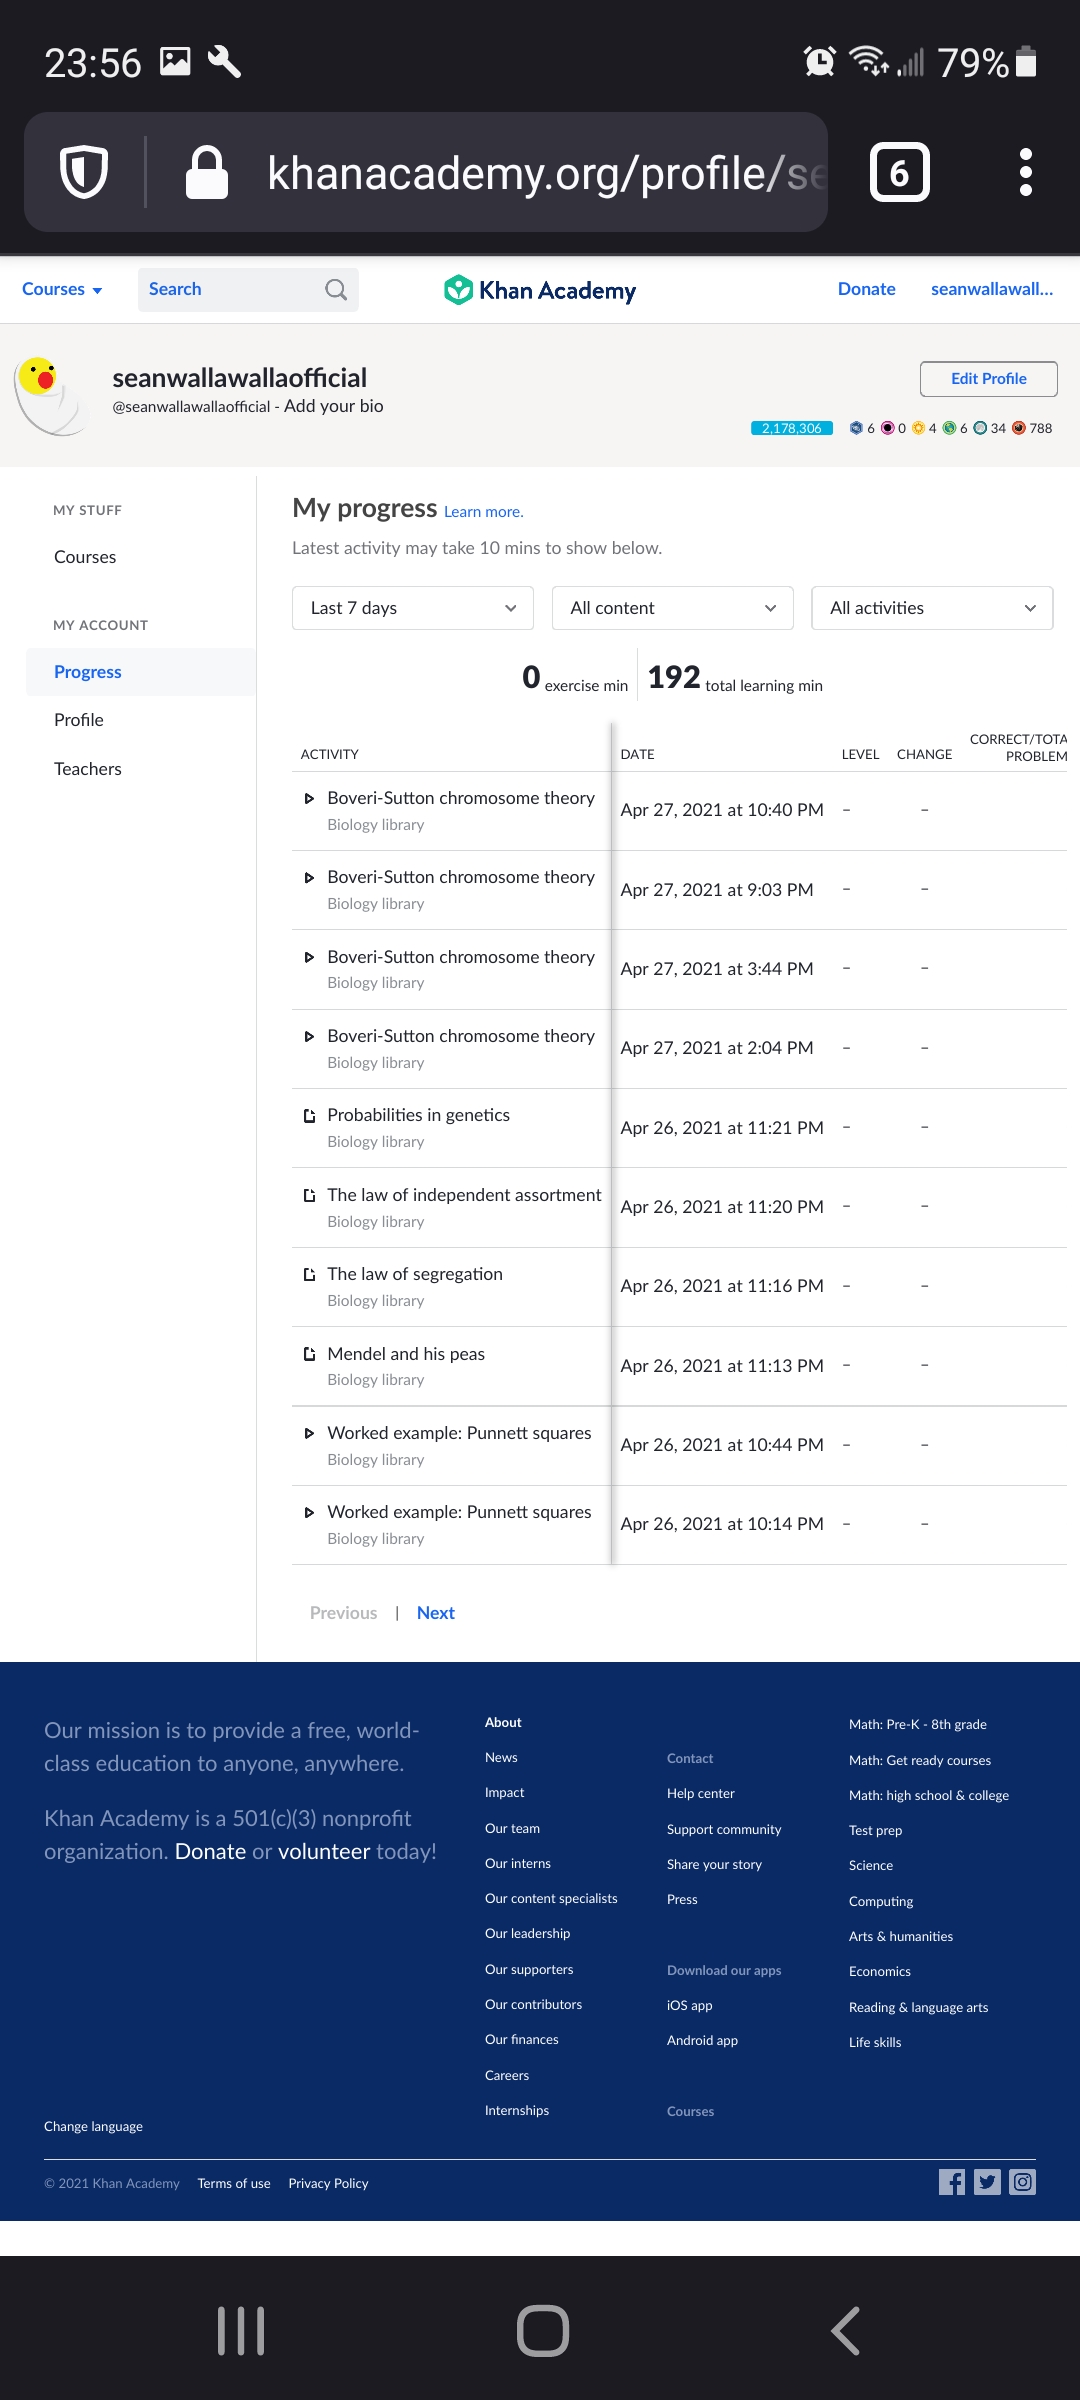 23:56 79%
khanacademy.org/profile/se
6
Courses Search Khan Academy Donate seanwallawall...
seanwallawallaofficial
@seanwallawallaofficial - Add your bio
Edit Profile
2,178,306 6 0 4 6 34 788
MY STUFF
Courses
MY ACCOUNT
Progress
Profile
Teachers
My progress Learn more.
Latest activity may take 10 mins to show below.
Last 7 days All content All activities
0 exercise min 192 total learning min
ACTIVITY DATE LEVEL CHANGE CORRECT/TOTA
PROBLEM
Boveri-Sutton chromosome theory
Biology library
Apr 27, 2021 at 10:40 PM – –
Boveri-Sutton chromosome theory
Biology library
Apr 27, 2021 at 9:03 PM – –
Boveri-Sutton chromosome theory
Biology library
Apr 27, 2021 at 3:44 PM – –
Boveri-Sutton chromosome theory
Biology library
Apr 27, 2021 at 2:04 PM – –
Probabilities in genetics
Biology library
Apr 26, 2021 at 11:21 PM – –
The law of independent assortment
Biology library
Apr 26, 2021 at 11:20 PM – –
The law of segregation
Biology library
Apr 26, 2021 at 11:16 PM – –
Mendel and his peas
Biology library
Apr 26, 2021 at 11:13 PM – –
Worked example: Punnett squares
Biology library
Apr 26, 2021 at 10:44 PM – –
Worked example: Punnett squares
Biology library
Apr 26, 2021 at 10:14 PM – –
Previous | Next
Our mission is to provide a free, world-
class education to anyone, anywhere.
Khan Academy is a 501(c)(3) nonprofit
organization. Donate or volunteer today!
Change language
About
News
Impact
Our team
Our interns
Our content specialists
Our leadership
Our supporters
Our contributors
Our finances
Careers
Internships
Contact
Help center
Support community
Share your story
Press
Download our apps
iOS app
Android app
Courses
Math: Pre-K - 8th grade
Math: Get ready courses
Math: high school & college
Test prep
Science
Computing
Arts & humanities
Economics
Reading & language arts
Life skills
© 2021 Khan Academy Terms of use Privacy Policy